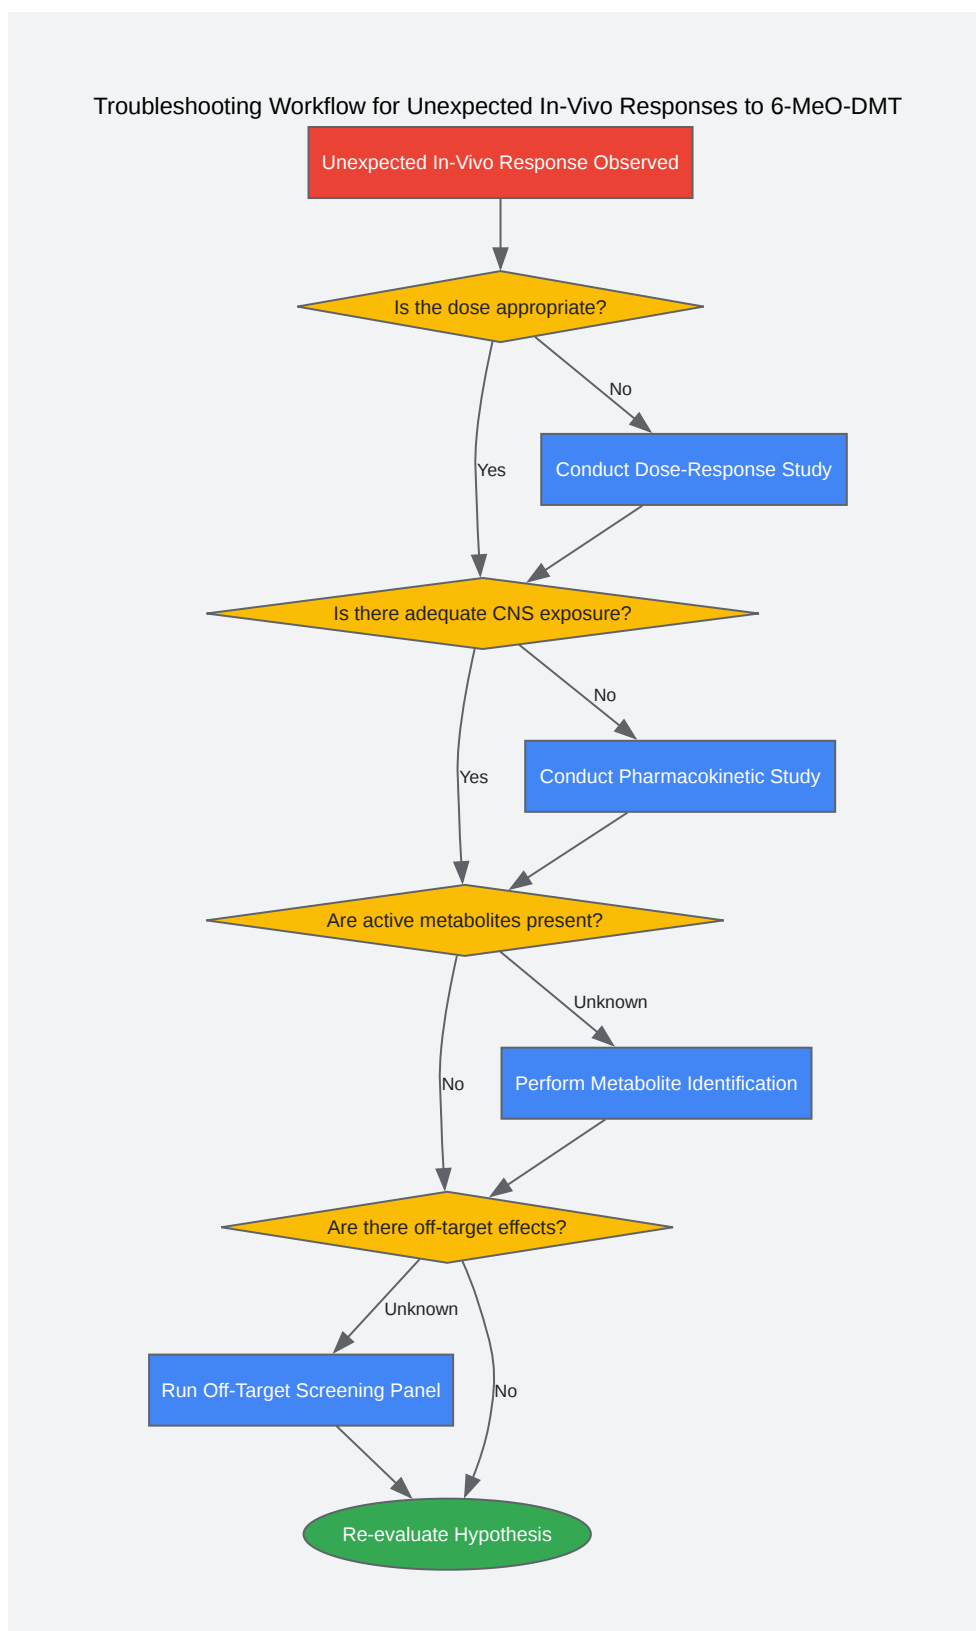 Troubleshooting Workflow for Unexpected In-Vivo Responses to 6-MeO-DMT
Unexpected In-Vivo Response Observed
Is the dose appropriate?
No
Conduct Dose-Response Study
Yes
Is there adequate CNS exposure?
No
Conduct Pharmacokinetic Study
Yes
Are active metabolites present?
Unknown
Perform Metabolite Identification
No
Are there off-target effects?
Unknown
Run Off-Target Screening Panel
No
Re-evaluate Hypothesis